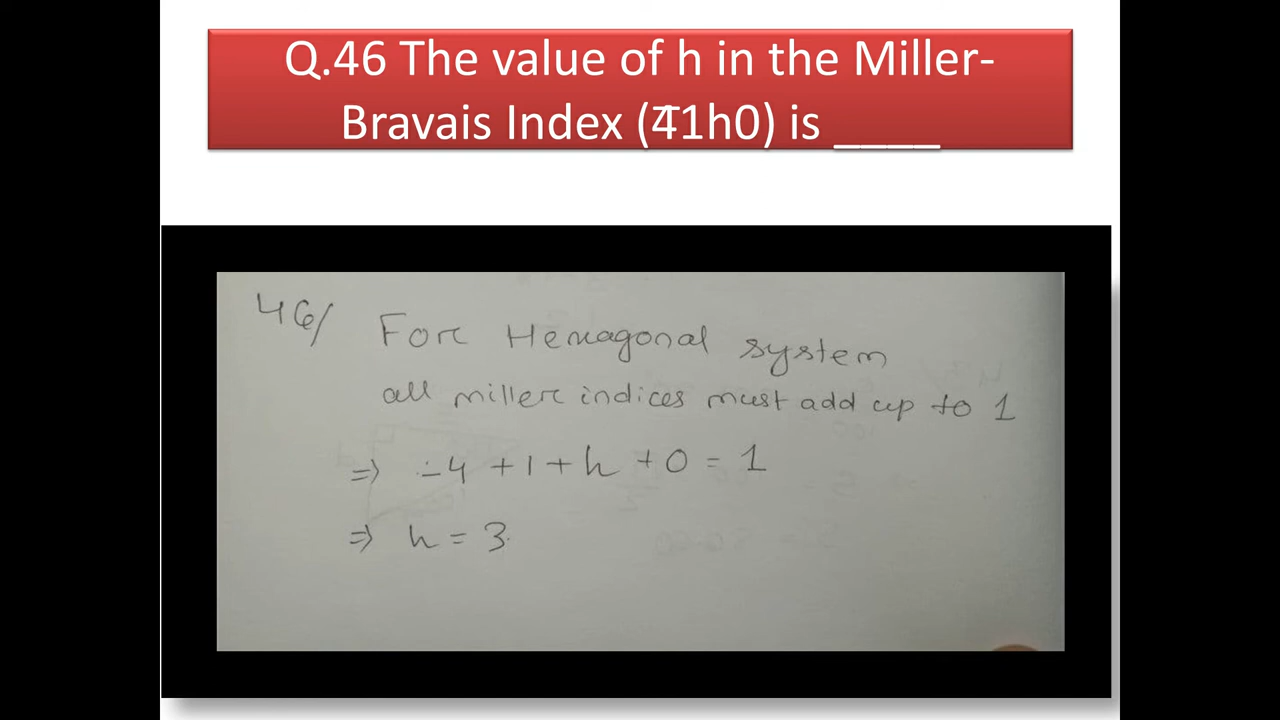 Q.46 The value of h in the Miller-
Bravais Index (4̅1h0) is ____
46/ For Hexagonal system
all miller indices must add up to 1
⇒ -4 + 1 + h + 0 = 1
⇒ h = 3.